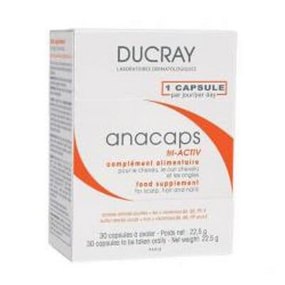 DUCRAY
LABORATOIRES DERMATOLOGIQUES
1 CAPSULE
par jour/per day
anacaps
tri-ACTIV
complément alimentaire
pour le cheveu, le cuir chevelu
et les ongles
food supplement
for scalp, hair and nails
30 capsules à avaler - Poids net : 22,5 g
30 capsules to be taken orally - Net weight : 22.5 g